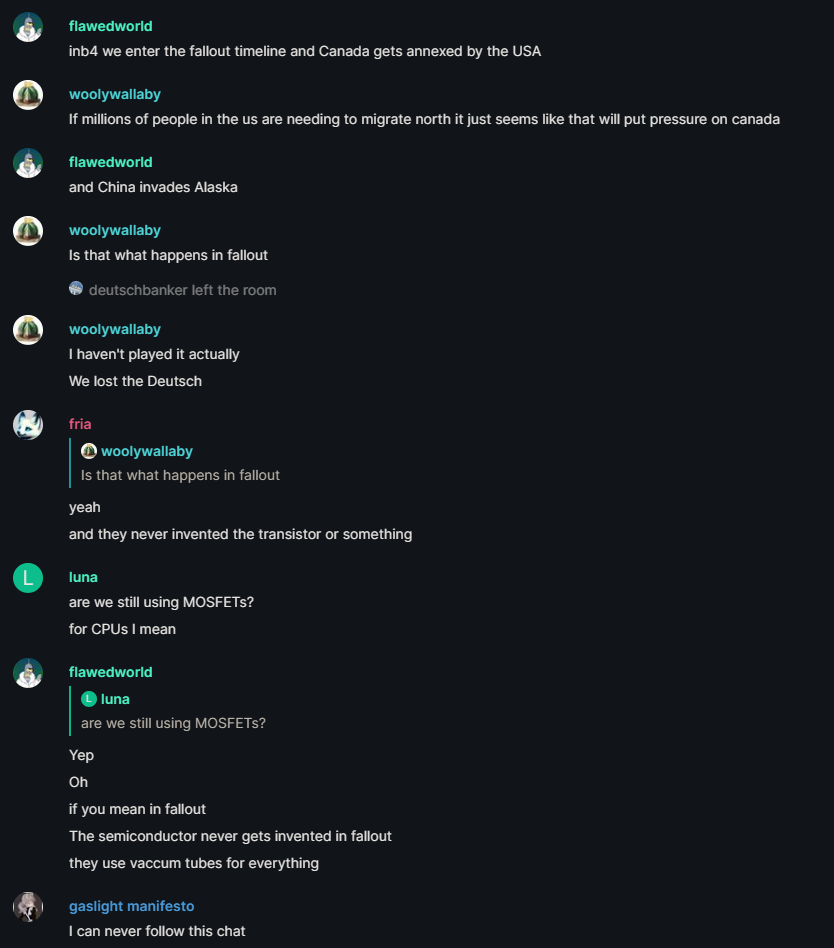 flawedworld
inb4 we enter the fallout timeline and Canada gets annexed by the USA
woolywallaby
If millions of people in the us are needing to migrate north it just seems like that will put pressure on canada
flawedworld
and China invades Alaska
woolywallaby
Is that what happens in fallout
deutschbanker left the room
woolywallaby
I haven't played it actually
We lost the Deutsch
fria
woolywallaby
Is that what happens in fallout
yeah
and they never invented the transistor or something
L
luna
are we still using MOSFETs?
for CPUs I mean
flawedworld
L luna
are we still using MOSFETs?
Yep
Oh
if you mean in fallout
The semiconductor never gets invented in fallout
they use vaccum tubes for everything
gaslight manifesto
I can never follow this chat